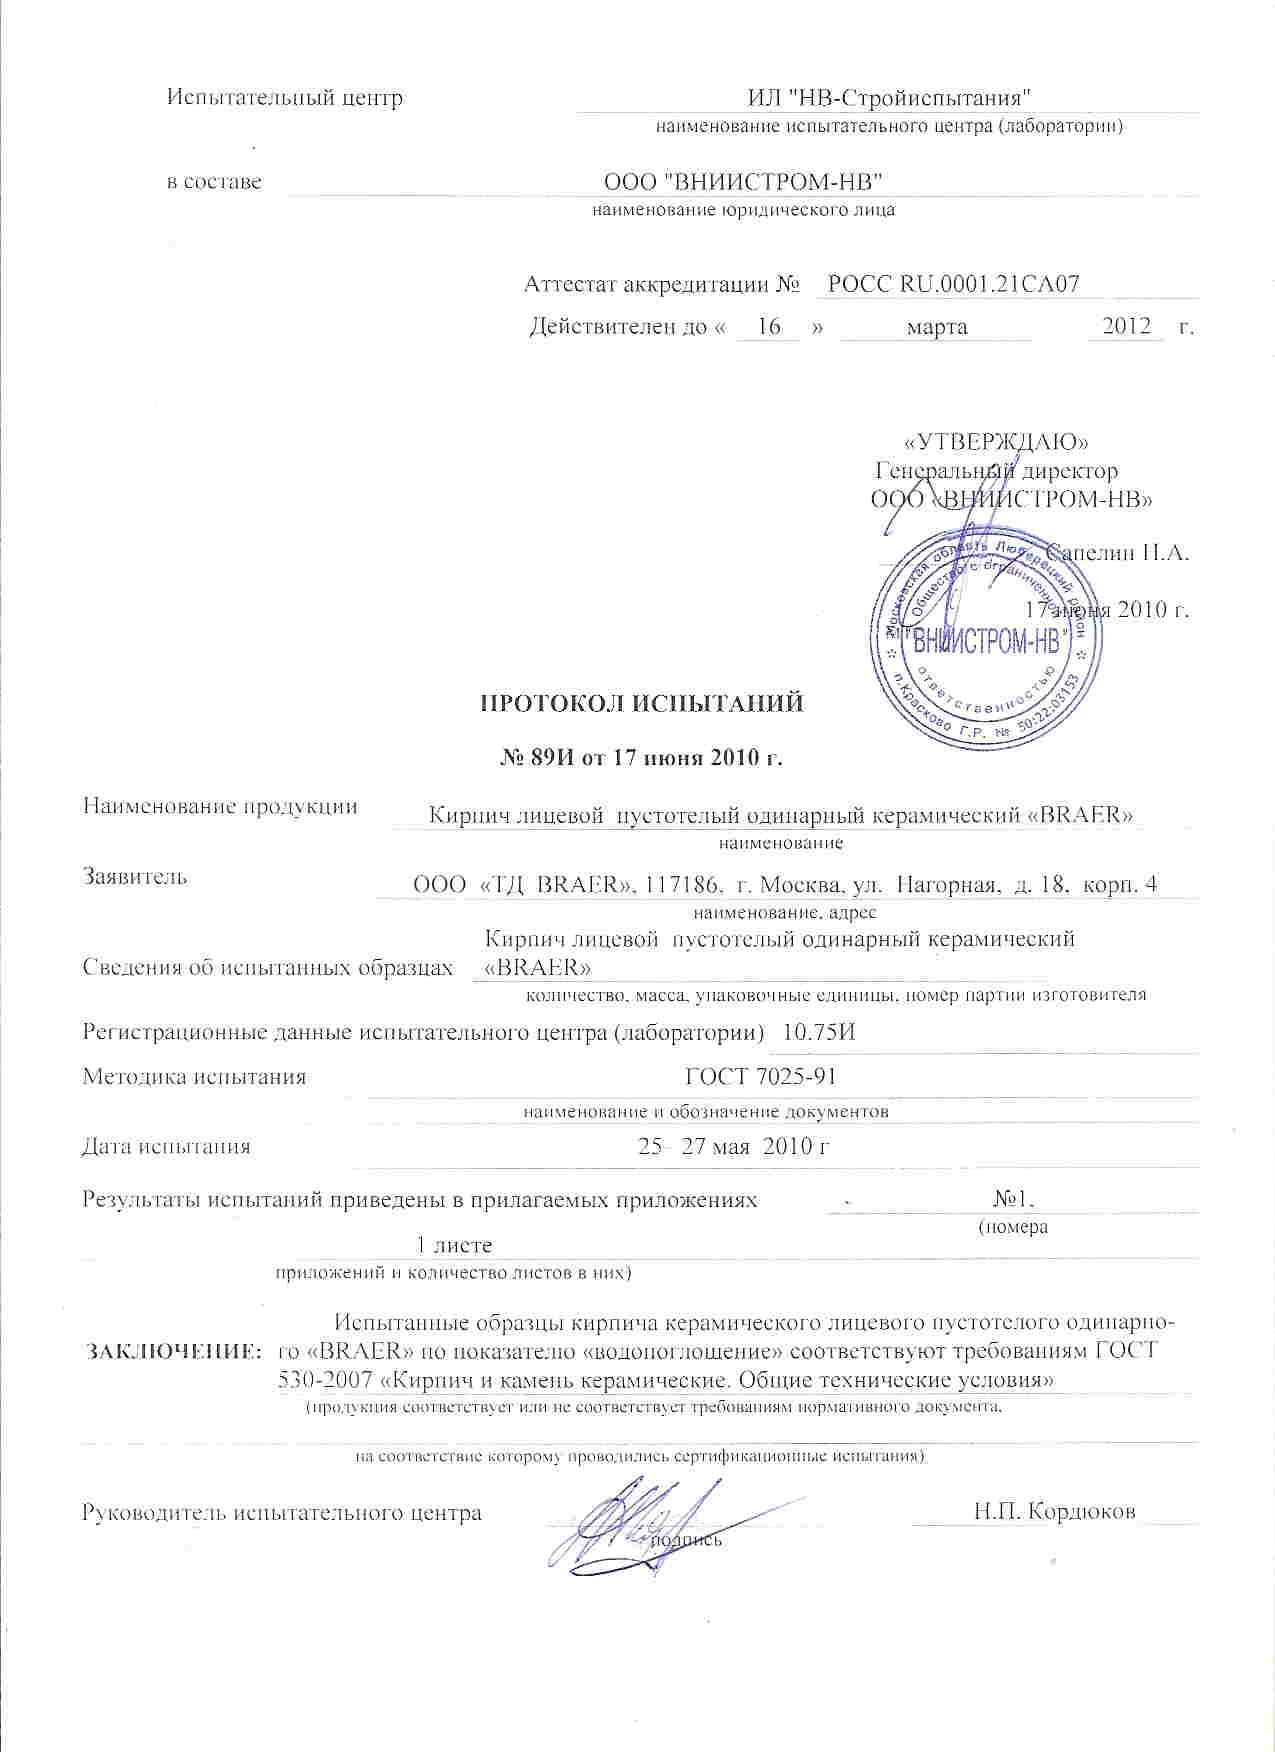 Испытательный центр ИЛ "НВ-Стройиспытания"
наименование испытательного центра (лаборатории)
в составе ООО "ВНИИСТРОМ-НВ"
наименование юридического лица
Аттестат аккредитации № РОСС RU.0001.21СА07
Действителен до « 16 » марта 2012 г.
«УТВЕРЖДАЮ»
Генеральный директор
ООО «ВНИИСТРОМ-НВ»
Сапелин Н.А.
17 июня 2010 г.
Московская область Люберецкий район
Общество с ограниченной
"ВНИИСТРОМ-НВ"
ответственностью
п.Красково Г.Р. № 50:22:03153
ПРОТОКОЛ ИСПЫТАНИЙ
№ 89И от 17 июня 2010 г.
Наименование продукции Кирпич лицевой пустотелый одинарный керамический «BRAER»
наименование
Заявитель ООО «ТД BRAER», 117186, г. Москва, ул. Нагорная, д. 18, корп. 4
наименование, адрес
Кирпич лицевой пустотелый одинарный керамический
Сведения об испытанных образцах «BRAER»
количество, масса, упаковочные единицы, номер партии изготовителя
Регистрационные данные испытательного центра (лаборатории) 10.75И
Методика испытания ГОСТ 7025-91
наименование и обозначение документов
Дата испытания 25- 27 мая 2010 г
Результаты испытаний приведены в прилагаемых приложениях - №1,
(номера
1 листе
приложений и количество листов в них)
Испытанные образцы кирпича керамического лицевого пустотелого одинарно-
ЗАКЛЮЧЕНИЕ: го «BRAER» по показателю «водопоглощение» соответствуют требованиям ГОСТ
530-2007 «Кирпич и камень керамические. Общие технические условия»
(продукция соответствует или не соответствует требованиям нормативного документа,
на соответствие которому проводились сертификационные испытания)
Руководитель испытательного центра Н.П. Кордюков
подпись